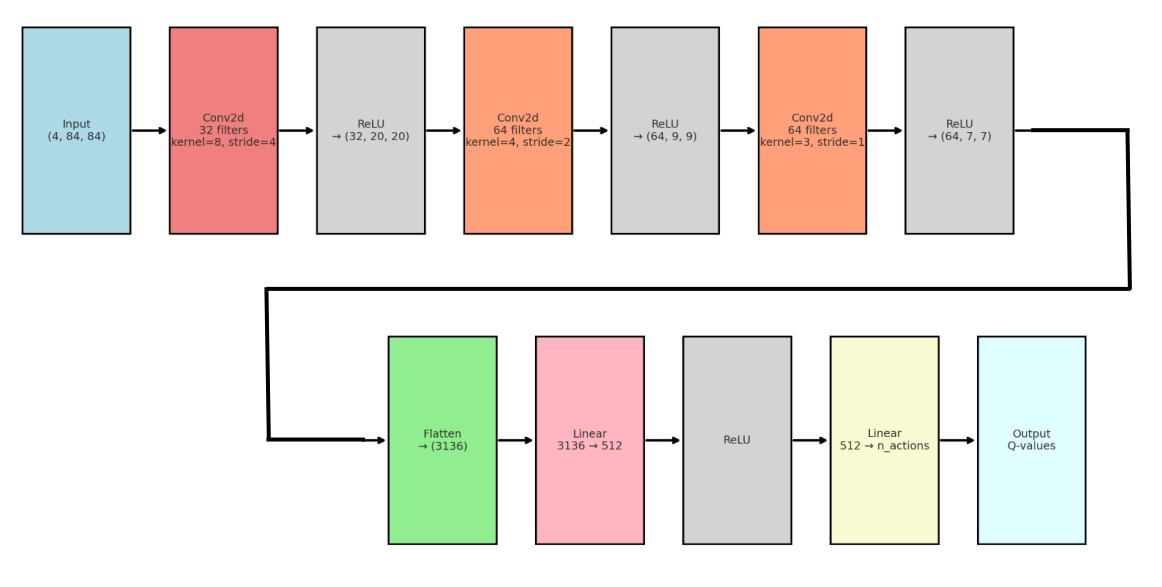 Input
(4, 84, 84)
Conv2d
32 filters
kernel=8, stride=4
ReLU
→ (32, 20, 20)
Conv2d
64 filters
kernel=4, stride=2
ReLU
→ (64, 9, 9)
Conv2d
64 filters
kernel=3, stride=1
ReLU
→ (64, 7, 7)
Flatten
→ (3136)
Linear
3136 → 512
ReLU
Linear
512 → n_actions
Output
Q-values